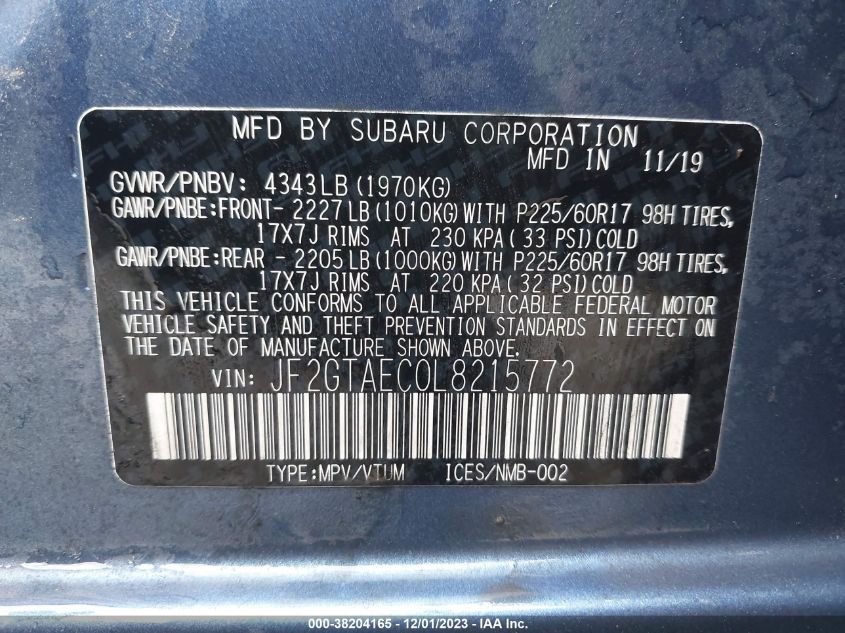 MFD BY SUBARU CORPORATION
MFD IN 11/19
GVWR/PNBV: 4343LB(1970KG)
GAWR/PNBE:FRONT- 2227LB(1010KG)WITH P225/60R17 98H TIRES,
17X7J RIMS AT 230 KPA( 33 PSI)COLD
GAWR/PNBE:REAR - 2205LB(1000KG)WITH P225/60R17 98H TIRES,
17X7J RIMS AT 220 KPA( 32 PSI)COLD
THIS VEHICLE CONFORMS TO ALL APPLICABLE FEDERAL MOTOR
VEHICLE SAFETY AND THEFT PREVENTION STANDARDS IN EFFECT ON
THE DATE OF MANUFACTURE SHOWN ABOVE.
VIN: JF2GTAEC0L8215772
TYPE:MPV/VTUM ICES/NMB-002
000-38204165 - 12/01/2023 - IAA Inc.